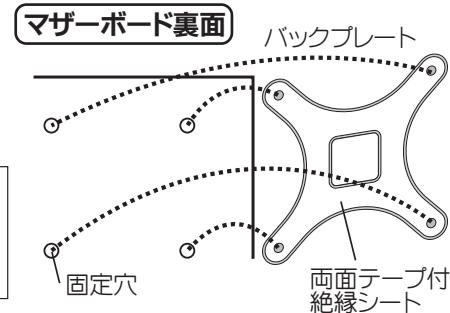 マザーボード裏面
バックプレート
固定穴
両面テープ付
絶縁シート